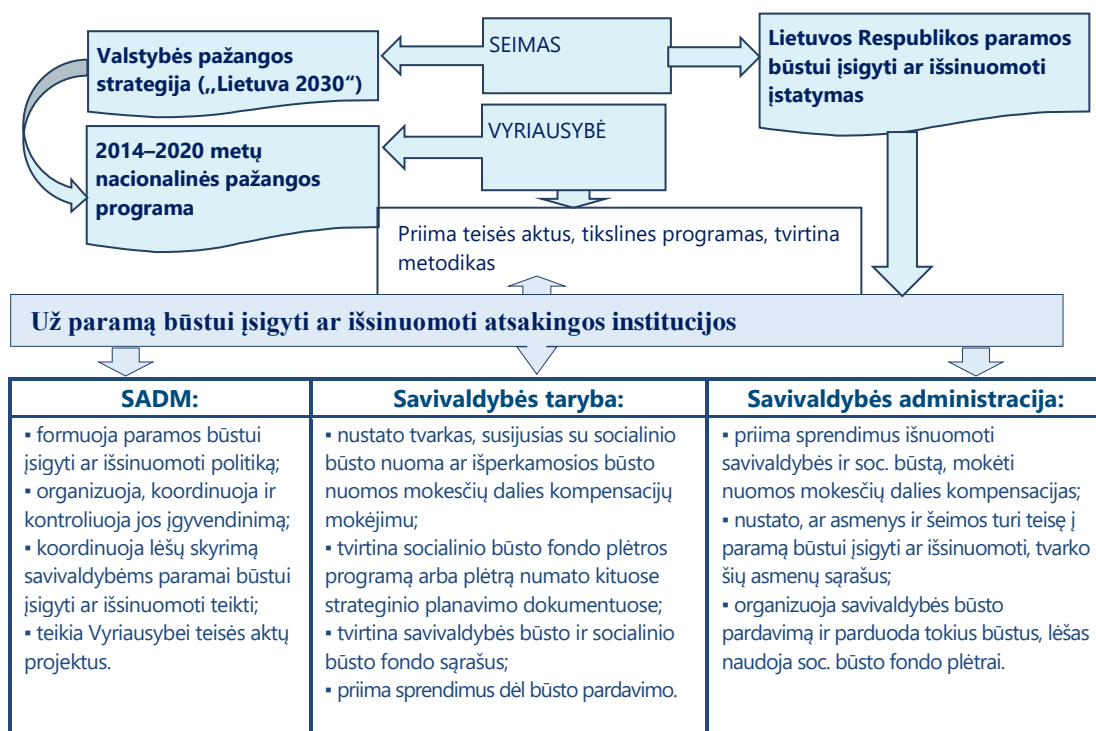 SEIMAS
Valstybės pažangos
strategija („Lietuva 2030“)
Lietuvos Respublikos paramos
būstui įsigyti ar išsinuomoti
įstatymas
VYRIAUSYBĖ
2014–2020 metų
nacionalinės pažangos
programa
Priima teisės aktus, tikslines programas, tvirtina
metodikas
Už paramą būstui įsigyti ar išsinuomoti atsakingos institucijos
SADM:
▪ formuoja paramos būstui
įsigyti ar išsinuomoti politiką;
▪ organizuoja, koordinuoja ir
kontroliuoja jos įgyvendinimą;
▪ koordinuoja lėšų skyrimą
savivaldybėms paramai būstui
įsigyti ar išsinuomoti teikti;
▪ teikia Vyriausybei teisės aktų
projektus.
Savivaldybės taryba:
▪ nustato tvarkas, susijusias su socialinio
būsto nuoma ar išperkamosios būsto
nuomos mokesčių dalies kompensacijų
mokėjimu;
▪ tvirtina socialinio būsto fondo plėtros
programą arba plėtrą numato kituose
strateginio planavimo dokumentuose;
▪ tvirtina savivaldybės būsto ir socialinio
būsto fondo sąrašus;
▪ priima sprendimus dėl būsto pardavimo.
Savivaldybės administracija:
▪ priima sprendimus išnuomoti
savivaldybės ir soc. būstą, mokėti
nuomos mokesčių dalies kompensacijas;
▪ nustato, ar asmenys ir šeimos turi teisę į
paramą būstui įsigyti ar išsinuomoti, tvarko
šių asmenų sąrašus;
▪ organizuoja savivaldybės būsto
pardavimą ir parduoda tokius būstus, lėšas
naudoja soc. būsto fondo plėtrai.